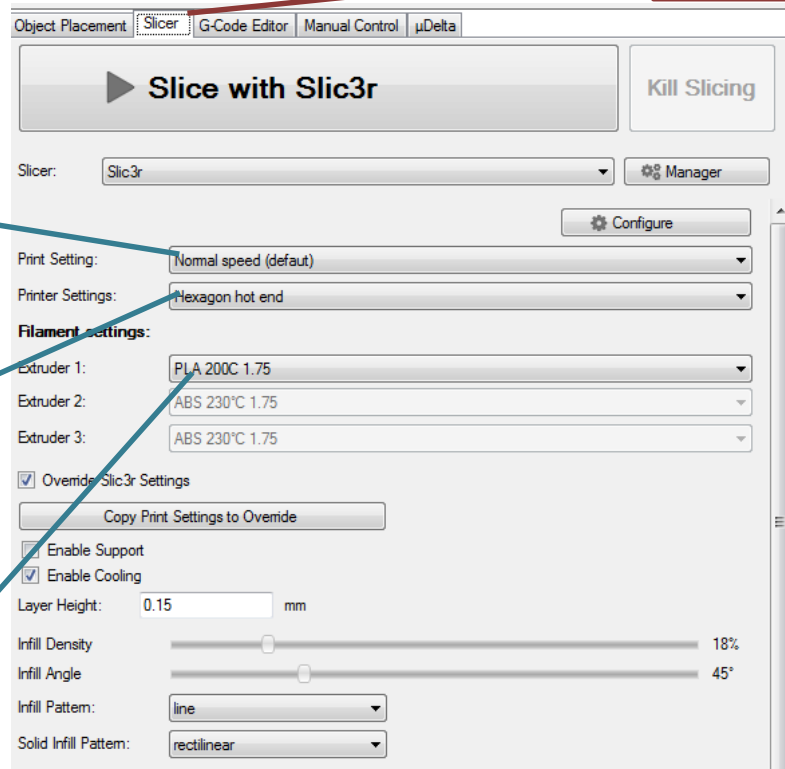 Object Placement Slicer G-Code Editor Manual Control µDelta
Slice with Slic3r Kill Slicing
Slicer: Slic3r Manager
Configure
Print Setting: Normal speed (defaut)
Printer Settings: Hexagon hot end
Filament settings:
Extruder 1: PLA 200C 1.75
Extruder 2: ABS 230°C 1.75
Extruder 3: ABS 230°C 1.75
Override Slic3r Settings
Copy Print Settings to Override
Enable Support
Enable Cooling
Layer Height: 0.15 mm
Infill Density 18%
Infill Angle 45°
Infill Pattern: line
Solid Infill Pattern: rectilinear